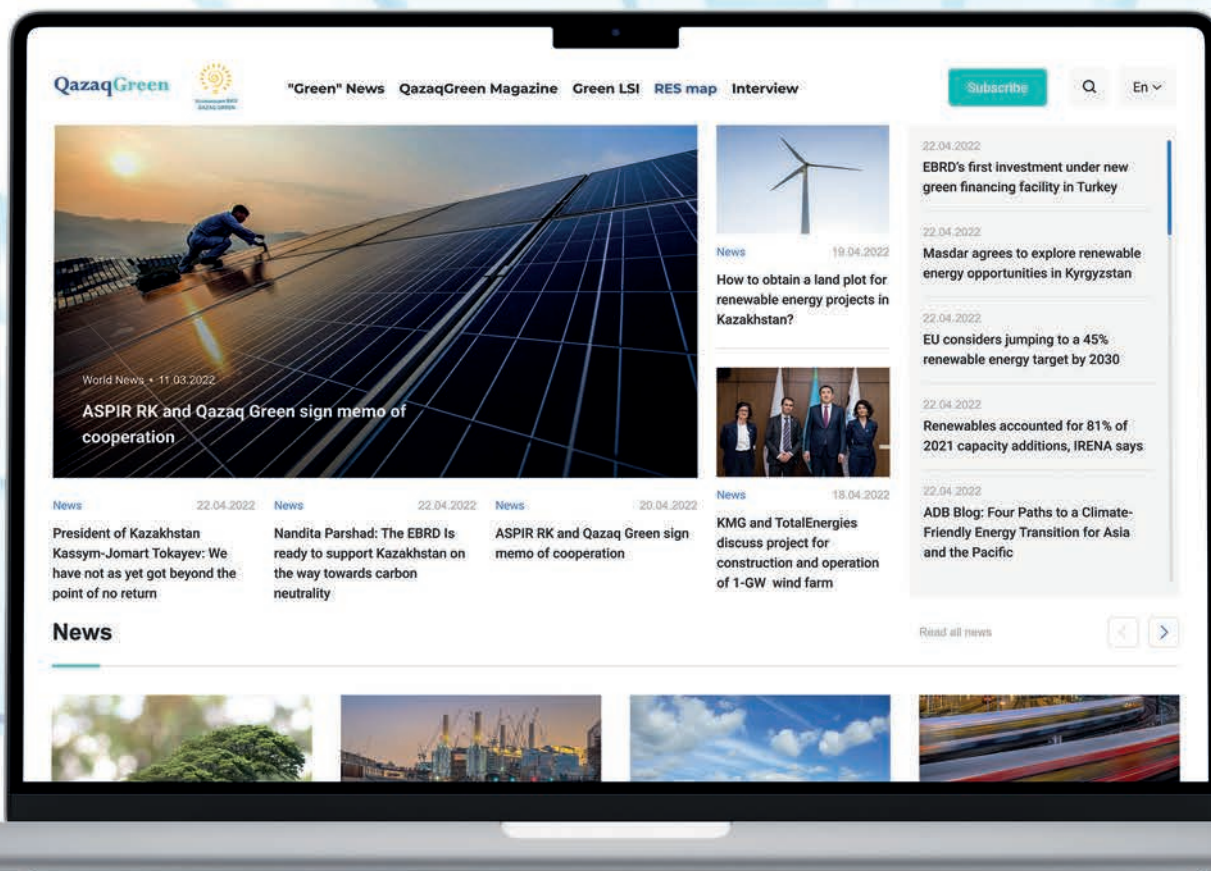 QazaqGreen
QAZAQ GREEN
"Green" News QazaqGreen Magazine Green LSI RES map Interview
Subscribe
En
World News • 11.03.2022
ASPIR RK and Qazaq Green sign memo of
cooperation
News 22.04.2022
President of Kazakhstan
Kassym-Jomart Tokayev: We
have not as yet got beyond the
point of no return
News 22.04.2022
Nandita Parshad: The EBRD Is
ready to support Kazakhstan on
the way towards carbon
neutrality
News 20.04.2022
ASPIR RK and Qazaq Green sign
memo of cooperation
News 19.04.2022
How to obtain a land plot for
renewable energy projects in
Kazakhstan?
News 18.04.2022
KMG and TotalEnergies
discuss project for
construction and operation
of 1-GW wind farm
22.04.2022
EBRD's first investment under new
green financing facility in Turkey
22.04.2022
Masdar agrees to explore renewable
energy opportunities in Kyrgyzstan
22.04.2022
EU considers jumping to a 45%
renewable energy target by 2030
22.04.2022
Renewables accounted for 81% of
2021 capacity additions, IRENA says
22.04.2022
ADB Blog: Four Paths to a Climate-
Friendly Energy Transition for Asia
and the Pacific
News
Read all news